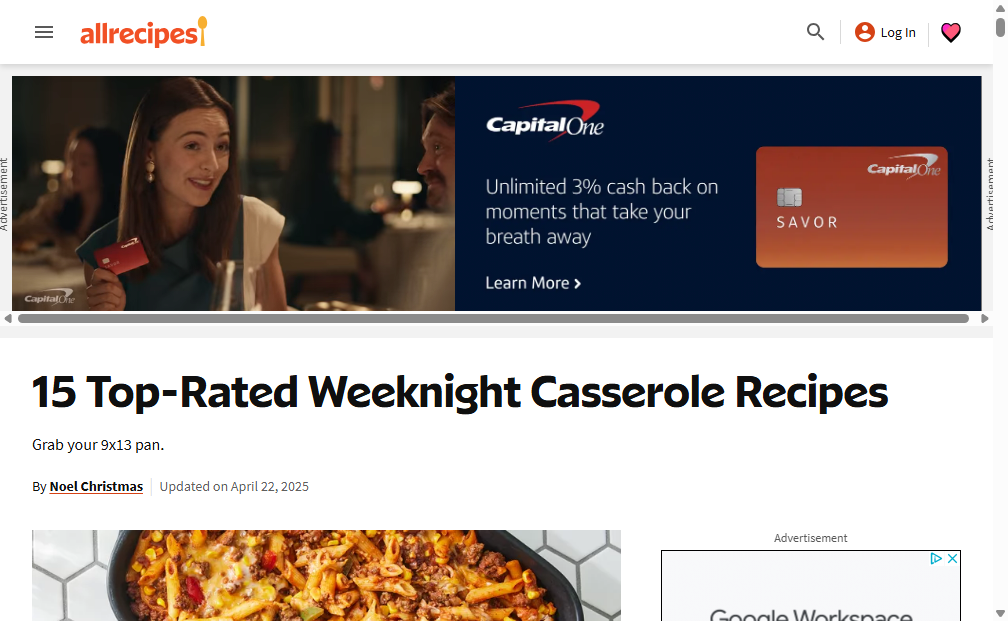 allrecipes
Log In
Advertisement
Capital One
Capital One
Unlimited 3% cash back on
moments that take your
breath away
Learn More
Capital One
SAVOR
Advertisement
15 Top-Rated Weeknight Casserole Recipes
Grab your 9x13 pan.
By Noel Christmas
Updated on April 22, 2025
Advertisement
Google Workspace